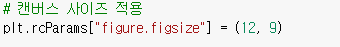 # 캔버스 사이즈 적용
plt.rcParams["figure.figsize"] = (12, 9)